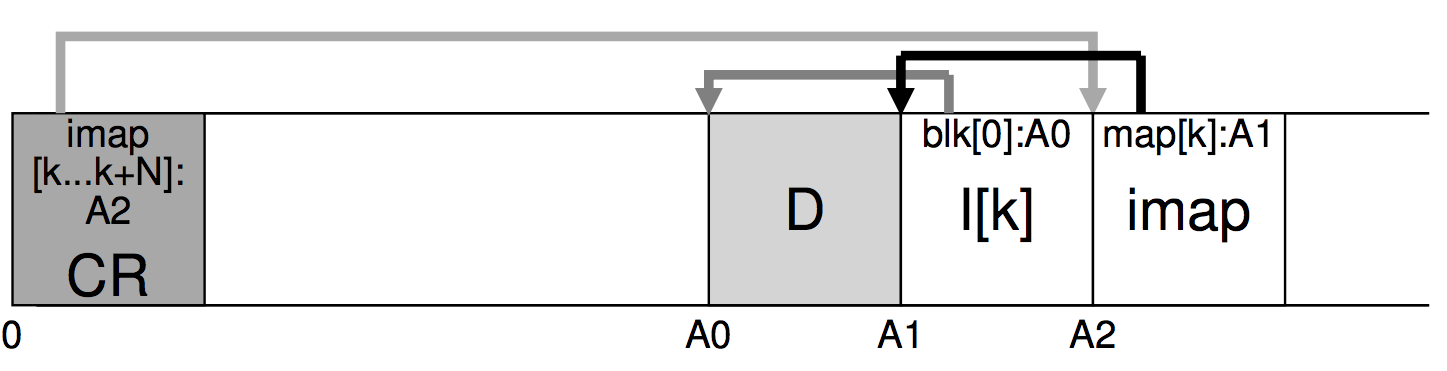 imap
[k...k+N]:
A2
CR
D
blk[0]:A0
I[k]
map[k]:A1
imap
0
A0
A1
A2